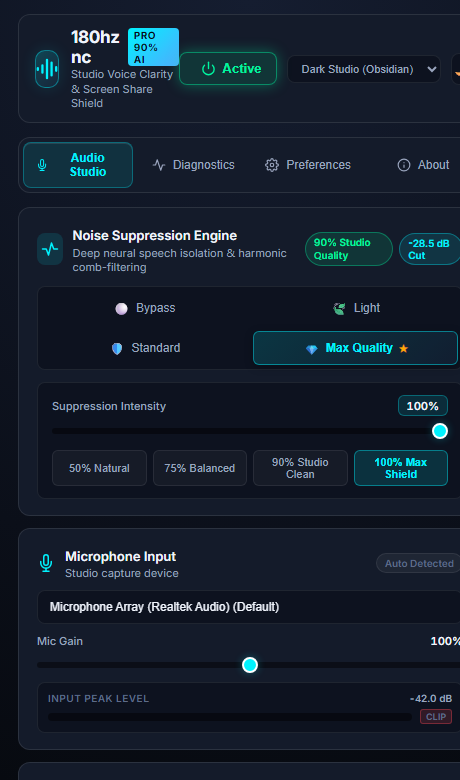 180hz
nc
PRO
90%
AI
Studio Voice Clarity
& Screen Share
Shield
Active
Dark Studio (Obsidian)
Audio
Studio
Diagnostics
Preferences
About
Noise Suppression Engine
Deep neural speech isolation & harmonic
comb-filtering
90% Studio
Quality
-28.5 dB
Cut
Bypass
Light
Standard
Max Quality
Suppression Intensity
100%
50% Natural
75% Balanced
90% Studio
Clean
100% Max
Shield
Microphone Input
Studio capture device
Auto Detected
Microphone Array (Realtek Audio) (Default)
Mic Gain
100%
INPUT PEAK LEVEL
-42.0 dB
CLIP